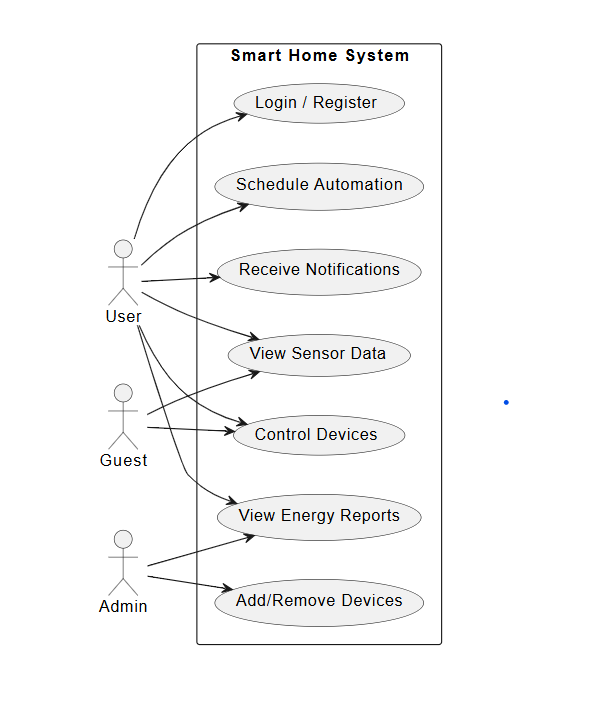 Smart Home System
Login / Register
Schedule Automation
Receive Notifications
User
View Sensor Data
Control Devices
Guest
View Energy Reports
Add/Remove Devices
Admin